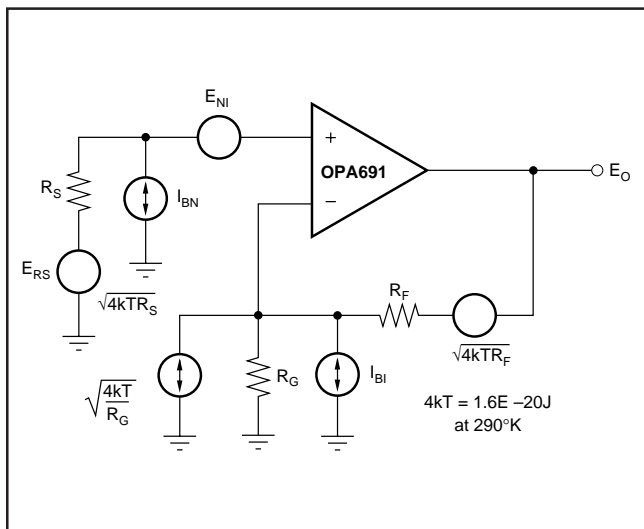 E_NI
+
OPA691
−
E_O
R_S
I_BN
E_RS
√4kTR_S
R_F
√4kTR_F
√4kT/R_G
R_G
I_BI
4kT = 1.6E –20J
at 290°K